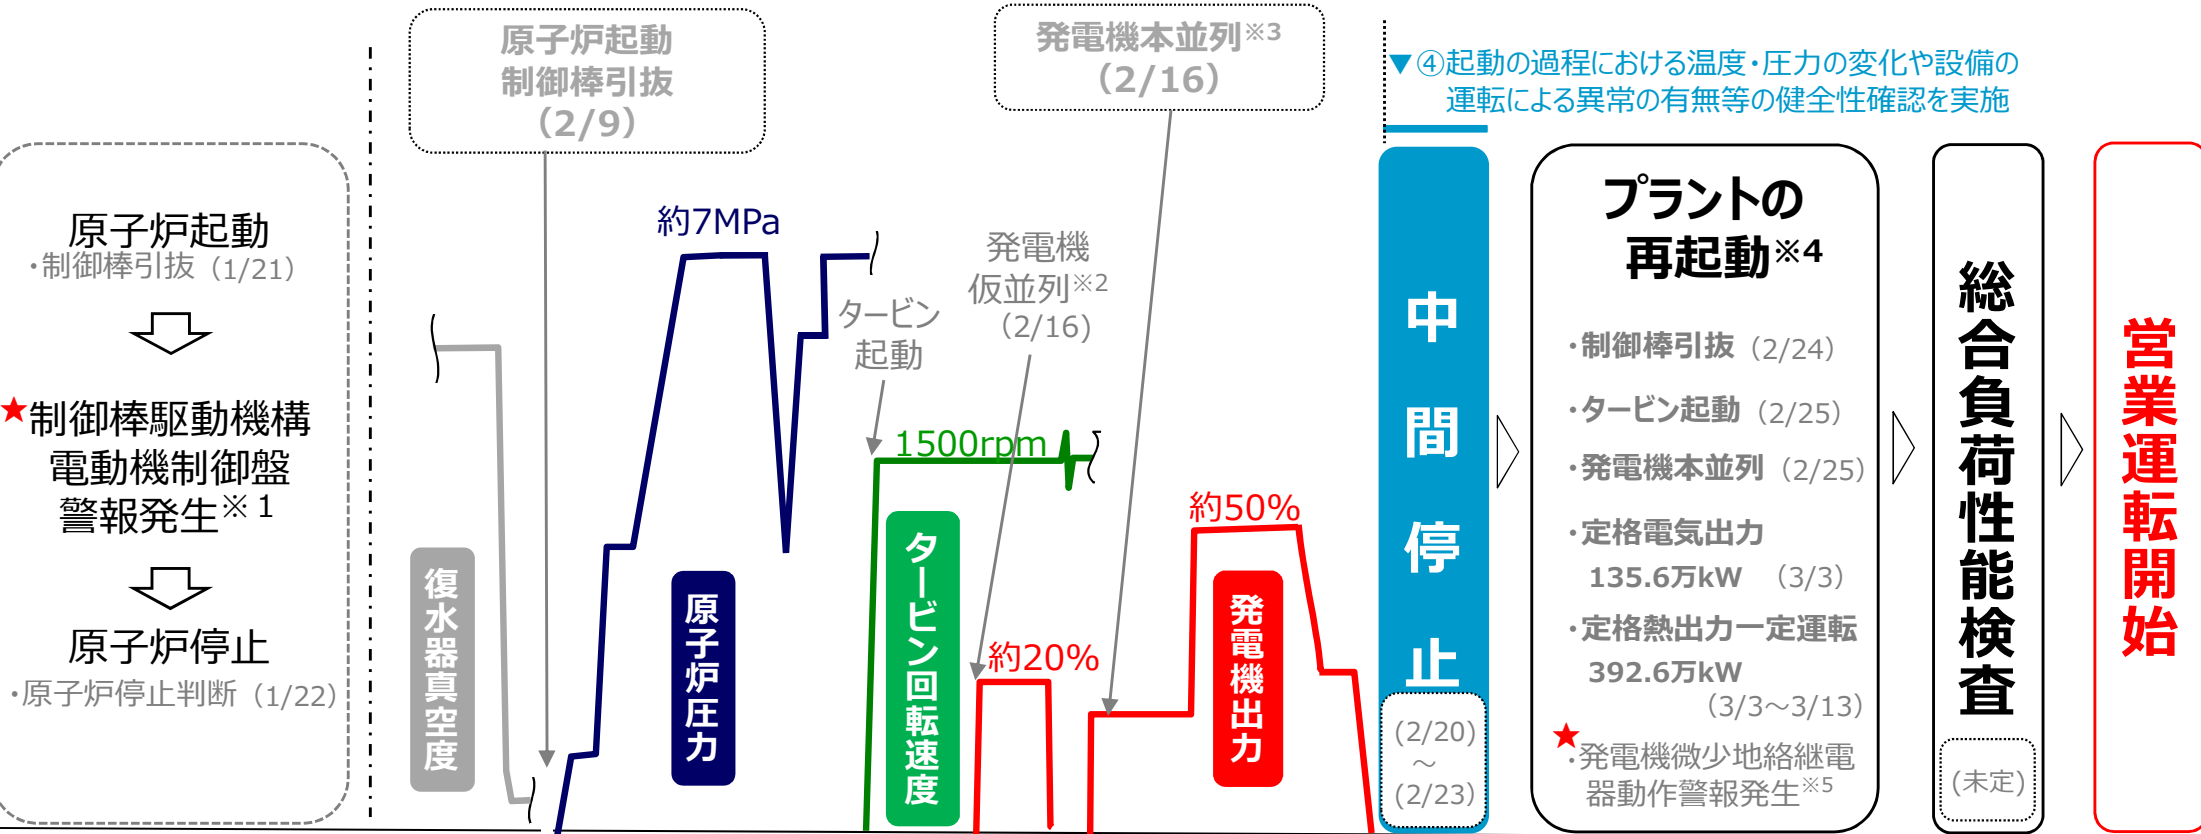 原子炉起動
・制御棒引抜（1/21）
★制御棒駆動機構
電動機制御盤
警報発生※１
原子炉停止
・原子炉停止判断（1/22）
原子炉起動
制御棒引抜
（2/9）
復水器真空度
約7MPa
原子炉圧力
タービン
起動
1500rpm
タービン回転速度
発電機
仮並列※2
（2/16）
約20%
発電機本並列※3
（2/16）
約50%
発電機出力
▼④起動の過程における温度・圧力の変化や設備の
運転による異常の有無等の健全性確認を実施
中間停止
(2/20)
～
(2/23)
プラントの
再起動※4
・制御棒引抜（2/24）
・タービン起動（2/25）
・発電機本並列（2/25）
・定格電気出力
135.6万kW （3/3）
・定格熱出力一定運転
392.6万kW
（3/3～3/13）
★
・発電機微少地絡継電
器動作警報発生※5
総合負荷性能検査
(未定)
営業運転開始